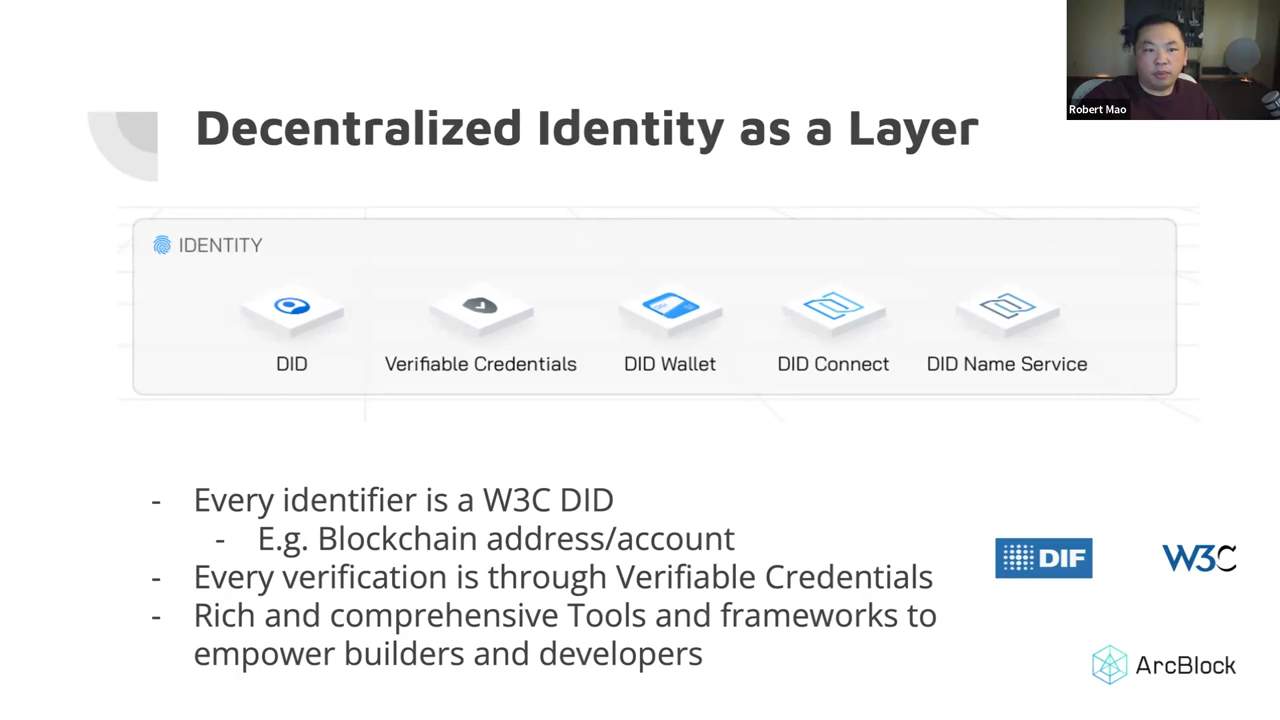 Robert Mao
Decentralized Identity as a Layer
IDENTITY
DID
Verifiable Credentials
DID Wallet
DID Connect
DID Name Service
- Every identifier is a W3C DID
- E.g. Blockchain address/account
- Every verification is through Verifiable Credentials
- Rich and comprehensive Tools and frameworks to
empower builders and developers
DIF
W3C
ArcBlock